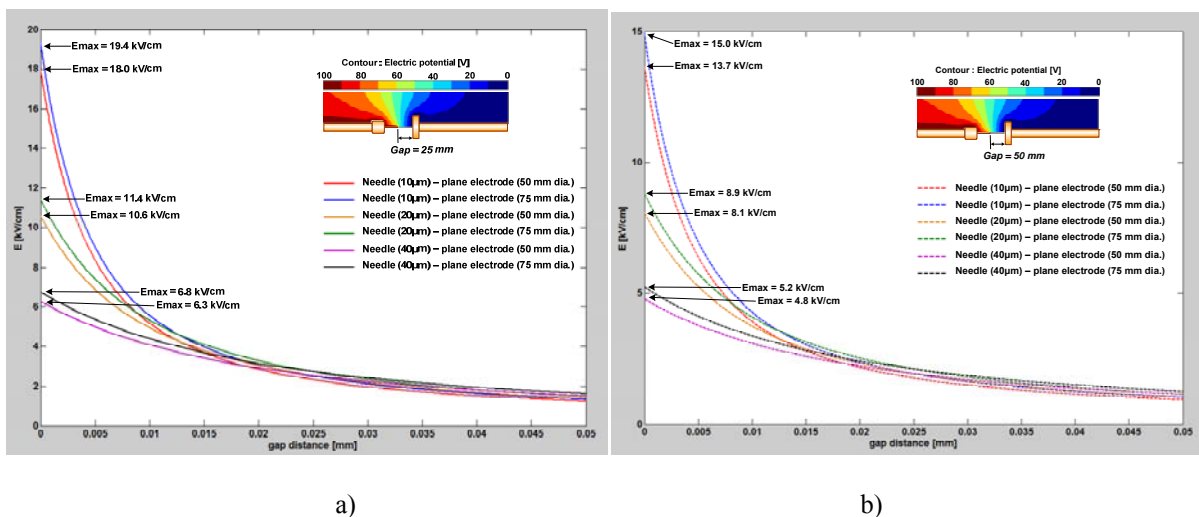 20
18
16
14
12
10
8
6
4
2
0
E [kV/cm]
Emax = 19.4 kV/cm
Emax = 18.0 kV/cm
Emax = 11.4 kV/cm
Emax = 10.6 kV/cm
Emax = 6.8 kV/cm
Emax = 6.3 kV/cm
Contour : Electric potential [V]
100 80 60 40 20 0
Gap = 25 mm
Needle (10µm) – plane electrode (50 mm dia.)
Needle (10µm) – plane electrode (75 mm dia.)
Needle (20µm) – plane electrode (50 mm dia.)
Needle (20µm) – plane electrode (75 mm dia.)
Needle (40µm) – plane electrode (50 mm dia.)
Needle (40µm) – plane electrode (75 mm dia.)
0 0.005 0.01 0.015 0.02 0.025 0.03 0.035 0.04 0.045 0.05
gap distance [mm]
a)
15
10
5
0
E [kV/cm]
Emax = 15.0 kV/cm
Emax = 13.7 kV/cm
Emax = 8.9 kV/cm
Emax = 8.1 kV/cm
Emax = 5.2 kV/cm
Emax = 4.8 kV/cm
Contour : Electric potential [V]
100 80 60 40 20 0
Gap = 50 mm
Needle (10µm) – plane electrode (50 mm dia.)
Needle (10µm) – plane electrode (75 mm dia.)
Needle (20µm) – plane electrode (50 mm dia.)
Needle (20µm) – plane electrode (75 mm dia.)
Needle (40µm) – plane electrode (50 mm dia.)
Needle (40µm) – plane electrode (75 mm dia.)
0 0.005 0.01 0.015 0.02 0.025 0.03 0.035 0.04 0.045 0.05
gap distance [mm]
b)